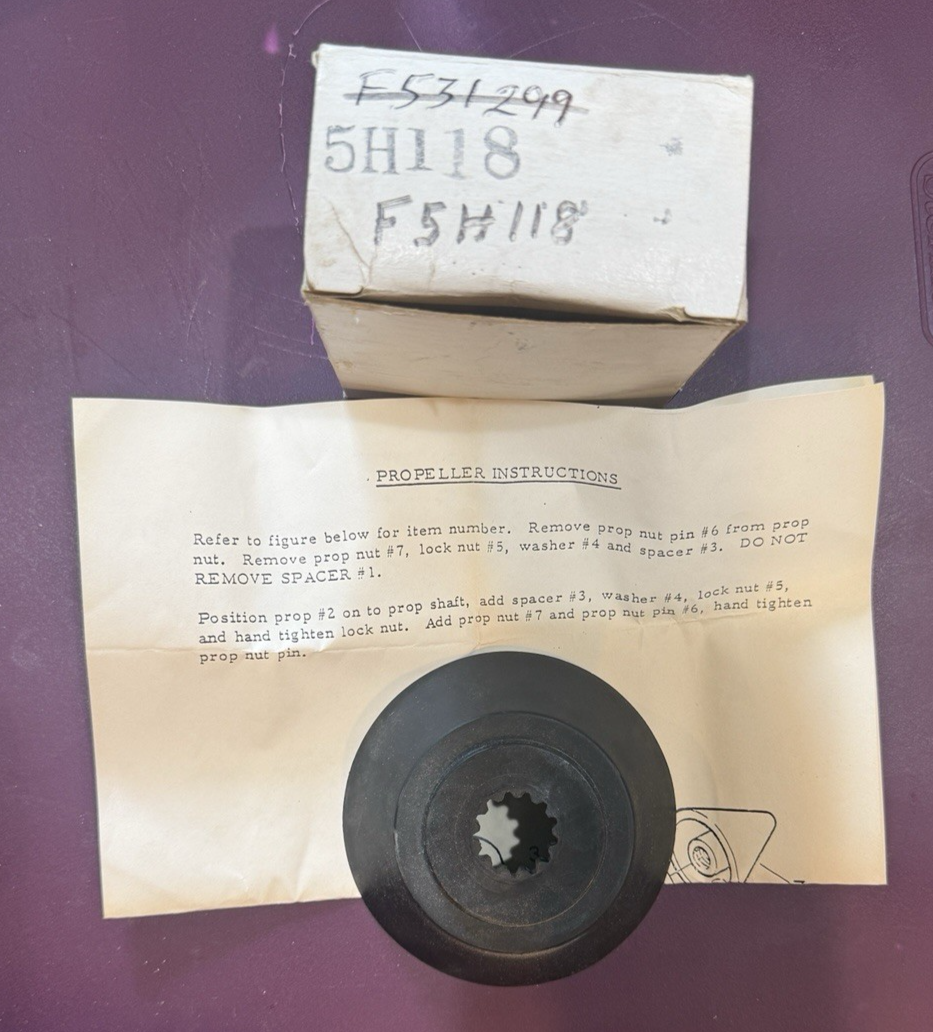 F531299
5H118
F5H118
PROPELLER INSTRUCTIONS
Refer to figure below for item number. Remove prop nut pin #6 from prop
nut. Remove prop nut #7, lock nut #5, washer #4 and spacer #3. DO NOT
REMOVE SPACER #1.
Position prop #2 on to prop shaft, add spacer #3, washer #4, lock nut #5,
and hand tighten lock nut. Add prop nut #7 and prop nut pin #6, hand tighten
prop nut pin.
3